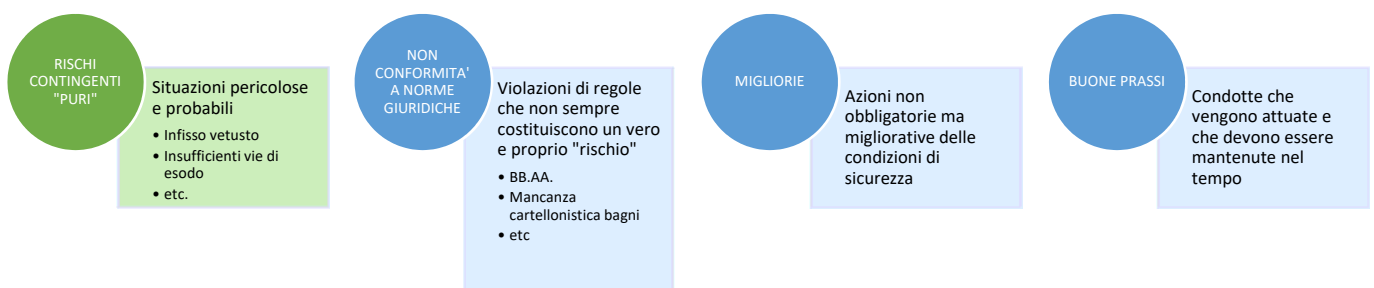 RISCHI
CONTINGENTI
"PURI"
Situazioni pericolose
e probabili
• Infisso vetusto
• Insufficienti vie di
esodo
• etc.
NON
CONFORMITA'
A NORME
GIURIDICHE
Violazioni di regole
che non sempre
costituiscono un vero
e proprio "rischio"
• BB.AA.
• Mancanza
cartellonistica bagni
• etc
MIGLIORIE
Azioni non
obbligatorie ma
migliorative delle
condizioni di
sicurezza
BUONE PRASSI
Condotte che
vengono attuate e
che devono essere
mantenute nel
tempo